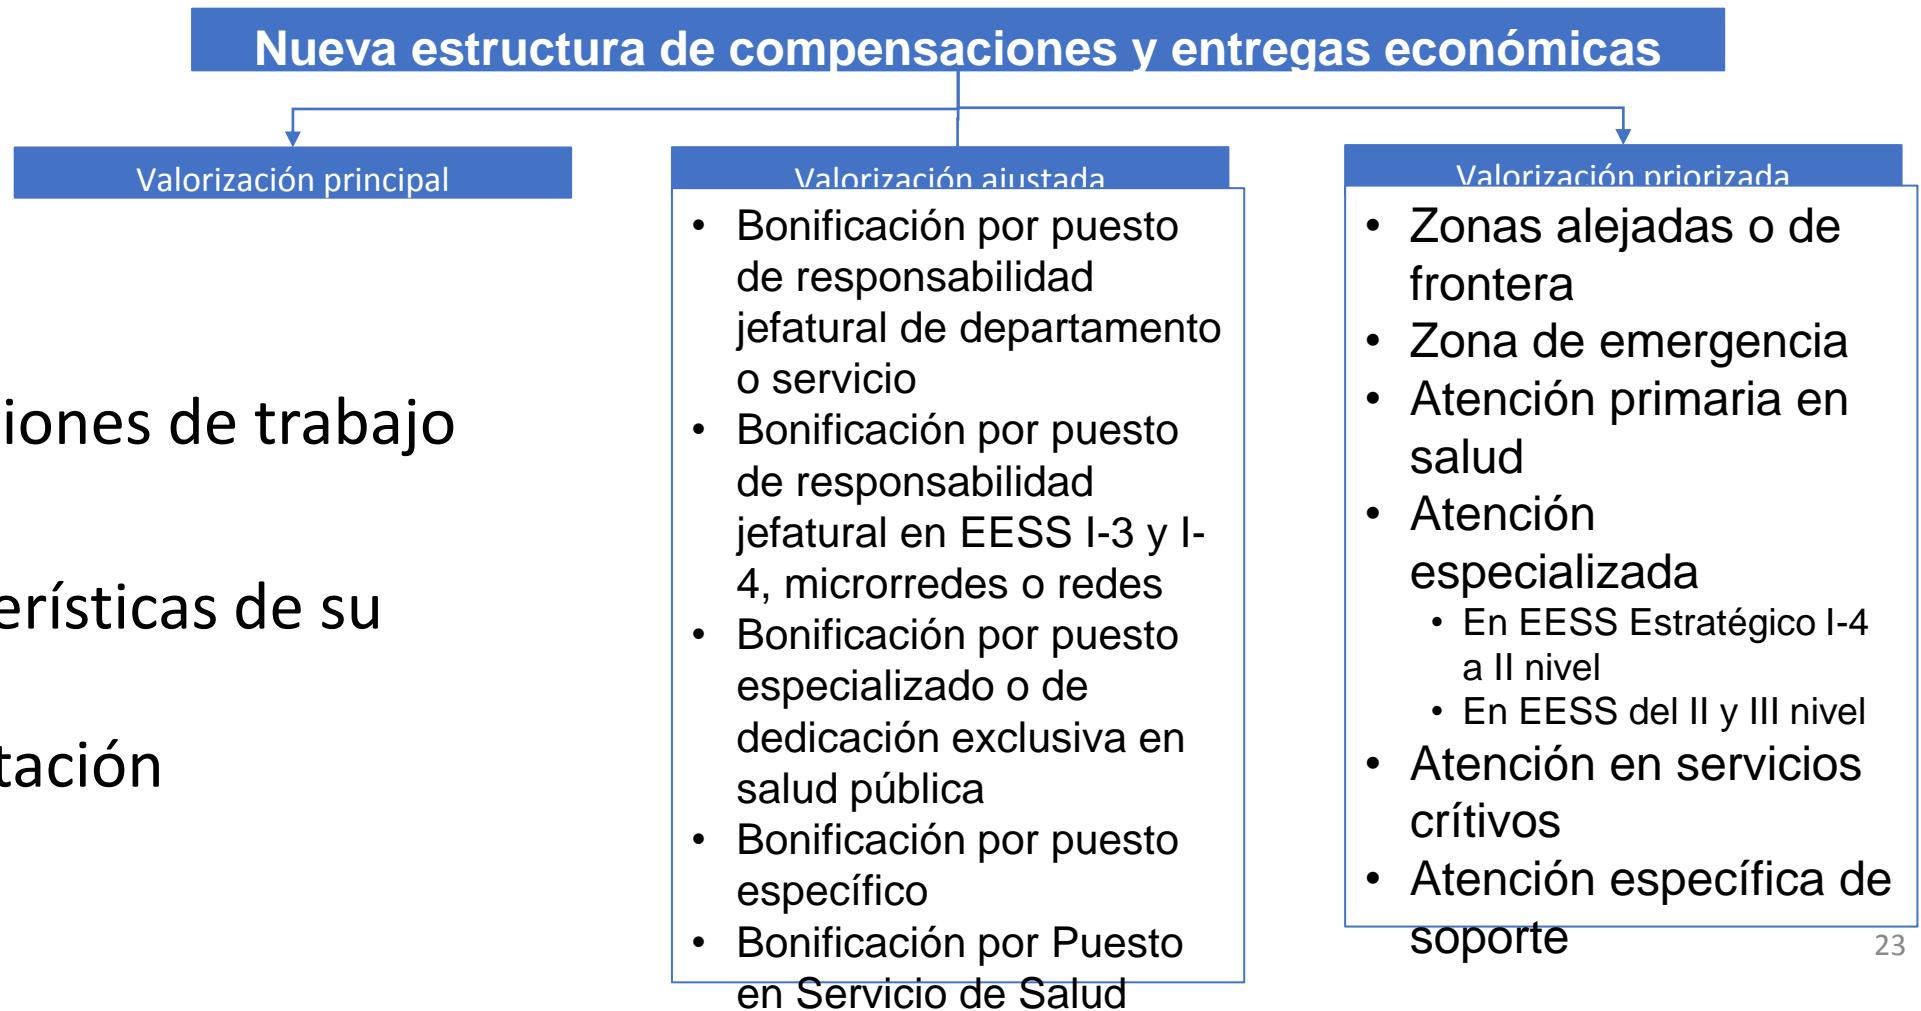 Nueva estructura de compensaciones y entregas económicas
Valorización principal
iones de trabajo
erísticas de su
tación
Valorización ajustada
• Bonificación por puesto
de responsabilidad
jefatural de departamento
o servicio
• Bonificación por puesto
de responsabilidad
jefatural en EESS I-3 y I-
4, microrredes o redes
• Bonificación por puesto
especializado o de
dedicación exclusiva en
salud pública
• Bonificación por puesto
específico
• Bonificación por Puesto
en Servicio de Salud
Valorización priorizada
• Zonas alejadas o de
frontera
• Zona de emergencia
• Atención primaria en
salud
• Atención
especializada
• En EESS Estratégico I-4
a II nivel
• En EESS del II y III nivel
• Atención en servicios
crítivos
• Atención específica de
soporte
23